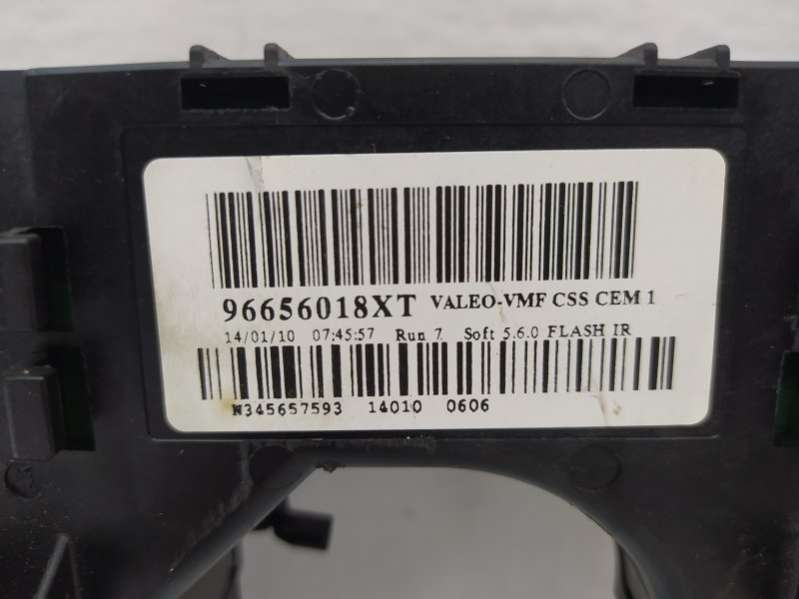 96656018XT VALEO-VMF CSS CEM 1
14/01/10 07:45:57 Run 7. Soft 5.6.0 FLASH IR
N345657593 14010 0606